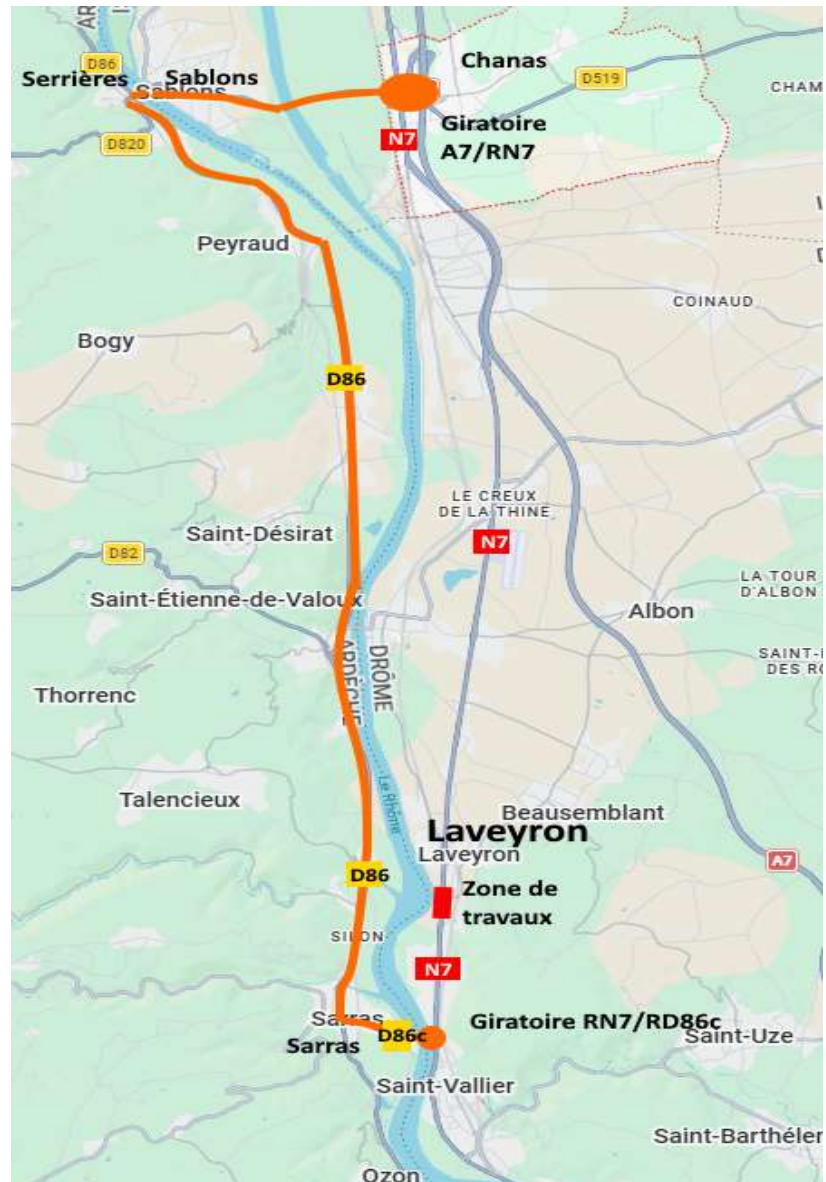 AR
D86
Serrières
Sablons
Sablons
Chanas
D519
CHAM
D820
N7
Giratoire
A7/RN7
Peyraud
COINAUD
Bogy
D86
LE CREUX
DE LA THINE
Saint-Désirat
N7
D82
LA TOUR
D'ALBON
Saint-Étienne-de-Valoux
Albon
ARDÈCHE
DRÔME
SAINT-
DES RO
Thorrenc
Le Rhône
Talencieux
Beausemblant
Laveyron
Laveyron
A7
D86
Zone de
travaux
SILON
N7
Sarras
Sarras
D86c
Giratoire RN7/RD86c
Saint-Uze
Saint-Vallier
Saint-Barthéler
Ozon